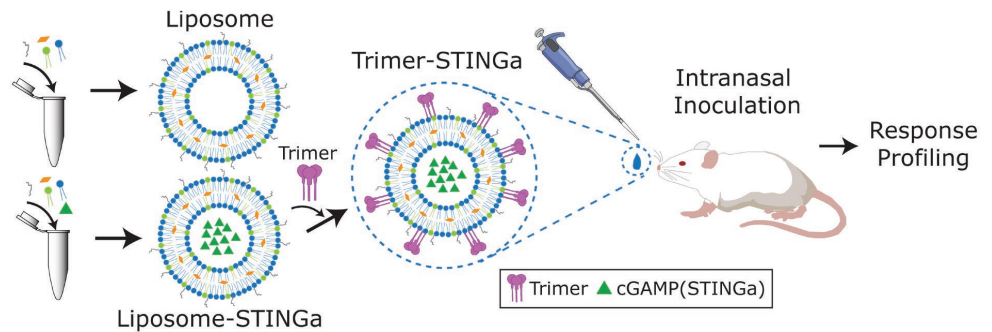 Liposome
Trimer-STINGa
Intranasal
Inoculation
Response
Profiling
Trimer
Liposome-STINGa
Trimer cGAMP(STINGa)